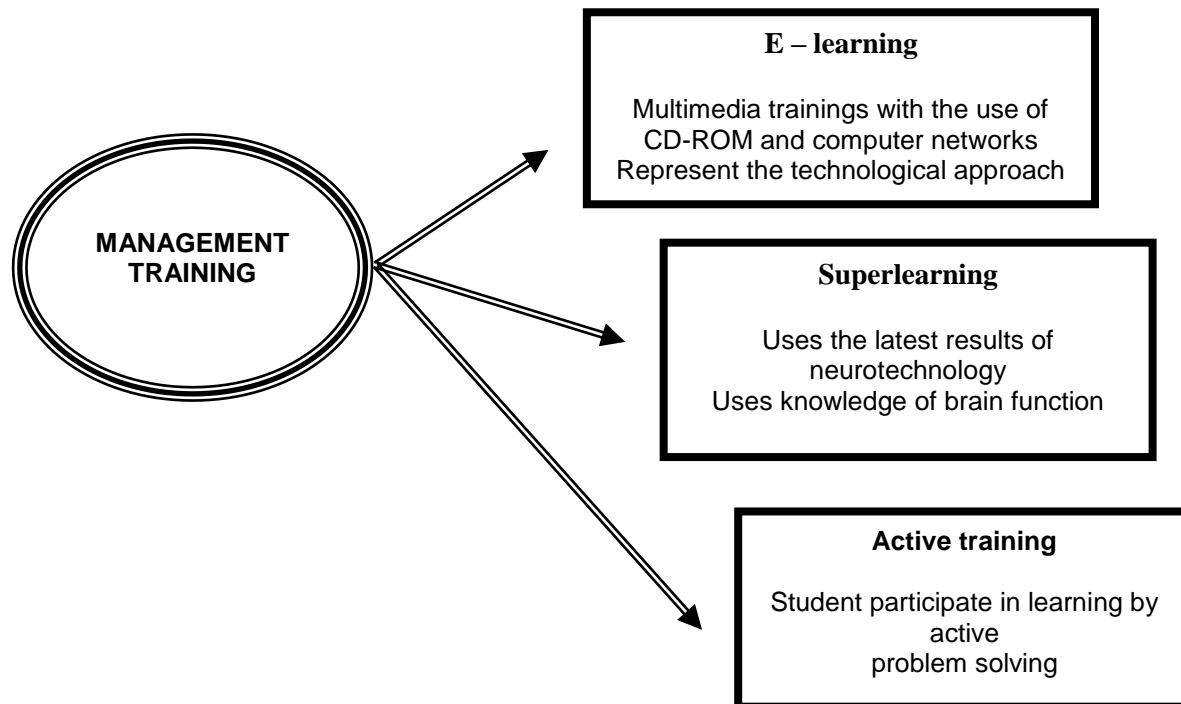 E – learning
Multimedia trainings with the use of
CD-ROM and computer networks
Represent the technological approach
MANAGEMENT
TRAINING
Superlearning
Uses the latest results of
neurotechnology
Uses knowledge of brain function
Active training
Student participate in learning by
active
problem solving